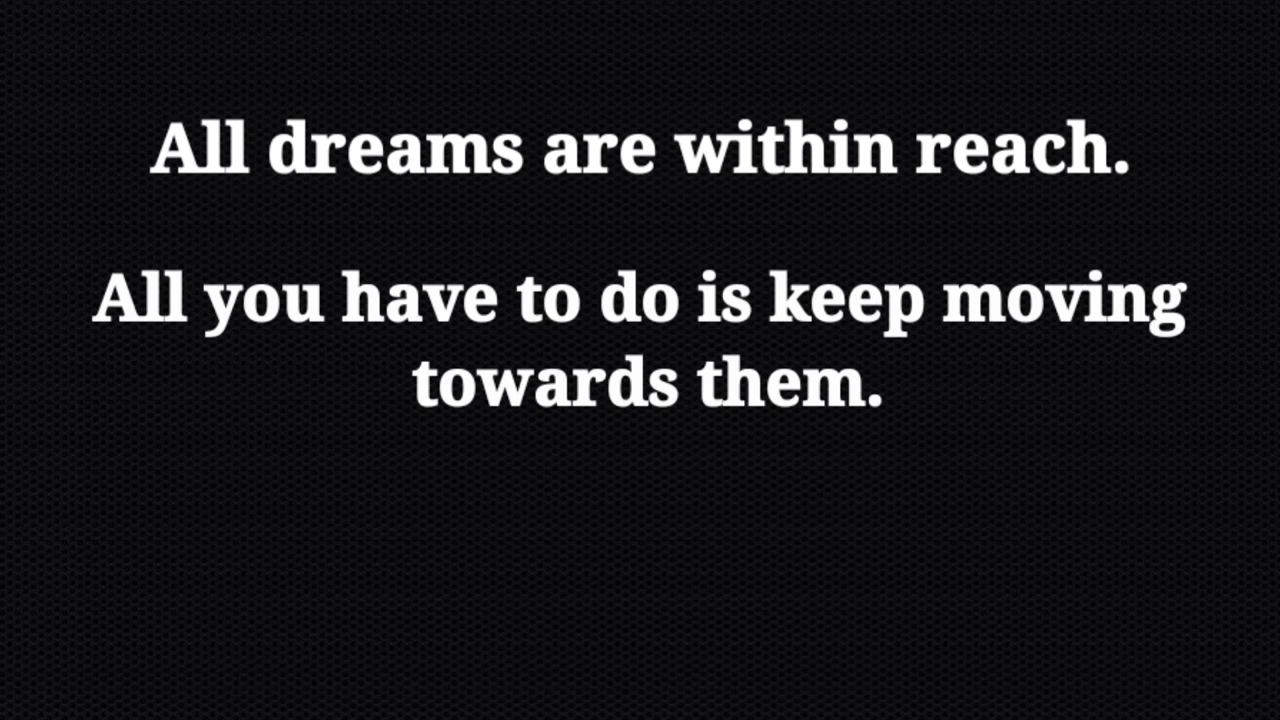 All dreams are within reach.
All you have to do is keep moving
towards them.